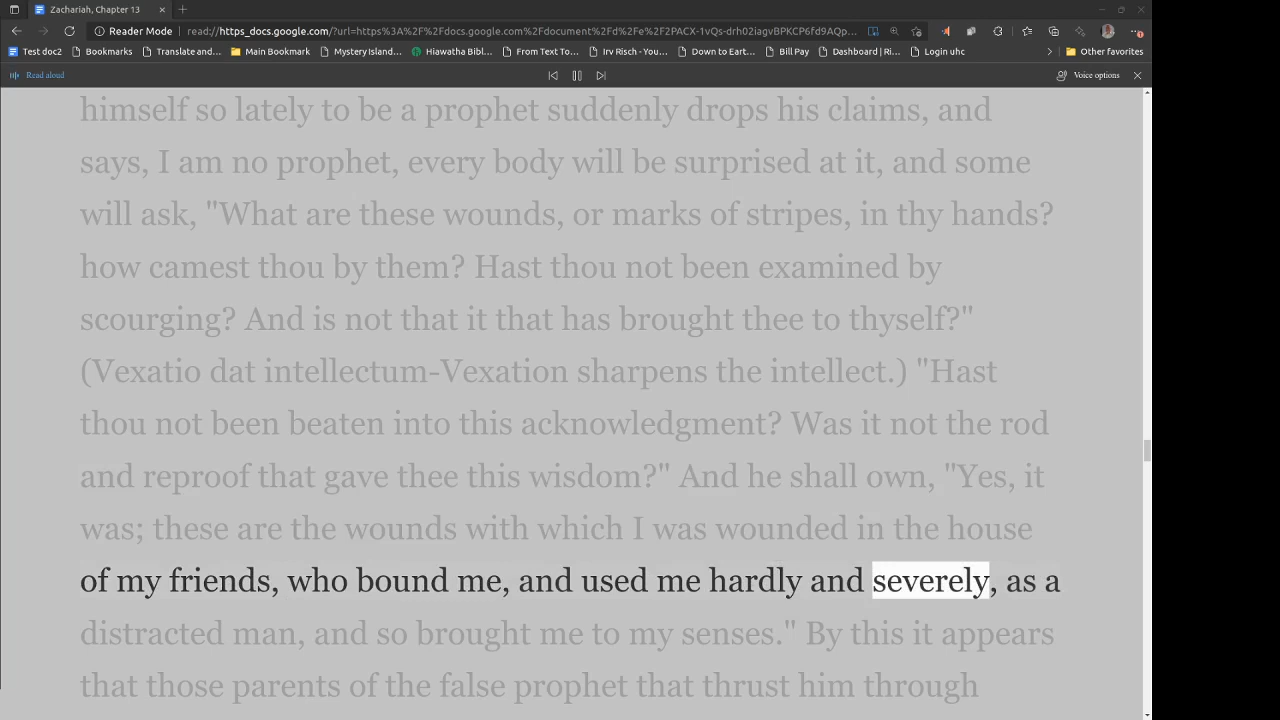 Zachariah, Chapter 13
Reader Mode
read://https_docs.google.com/?url=https%3A%2F%2Fdocs.google.com%2Fdocument%2Fd%2Fe%2F2PACX-1vQs-drh02iagvBPKCP6fd9AQp...
Test doc2 Bookmarks Translate and... Main Bookmark Mystery Island... Hiawatha Bibl... From Text To... Irv Risch - You... Down to Eart... Bill Pay Dashboard | Ri... Login uhc Other favorites
Read aloud Voice options
himself so lately to be a prophet suddenly drops his claims, and
says, I am no prophet, every body will be surprised at it, and some
will ask, "What are these wounds, or marks of stripes, in thy hands?
how camest thou by them? Hast thou not been examined by
scourging? And is not that it that has brought thee to thyself?"
(Vexatio dat intellectum-Vexation sharpens the intellect.) "Hast
thou not been beaten into this acknowledgment? Was it not the rod
and reproof that gave thee this wisdom?" And he shall own, "Yes, it
was; these are the wounds with which I was wounded in the house
of my friends, who bound me, and used me hardly and severely, as a
distracted man, and so brought me to my senses." By this it appears
that those parents of the false prophet that thrust him through